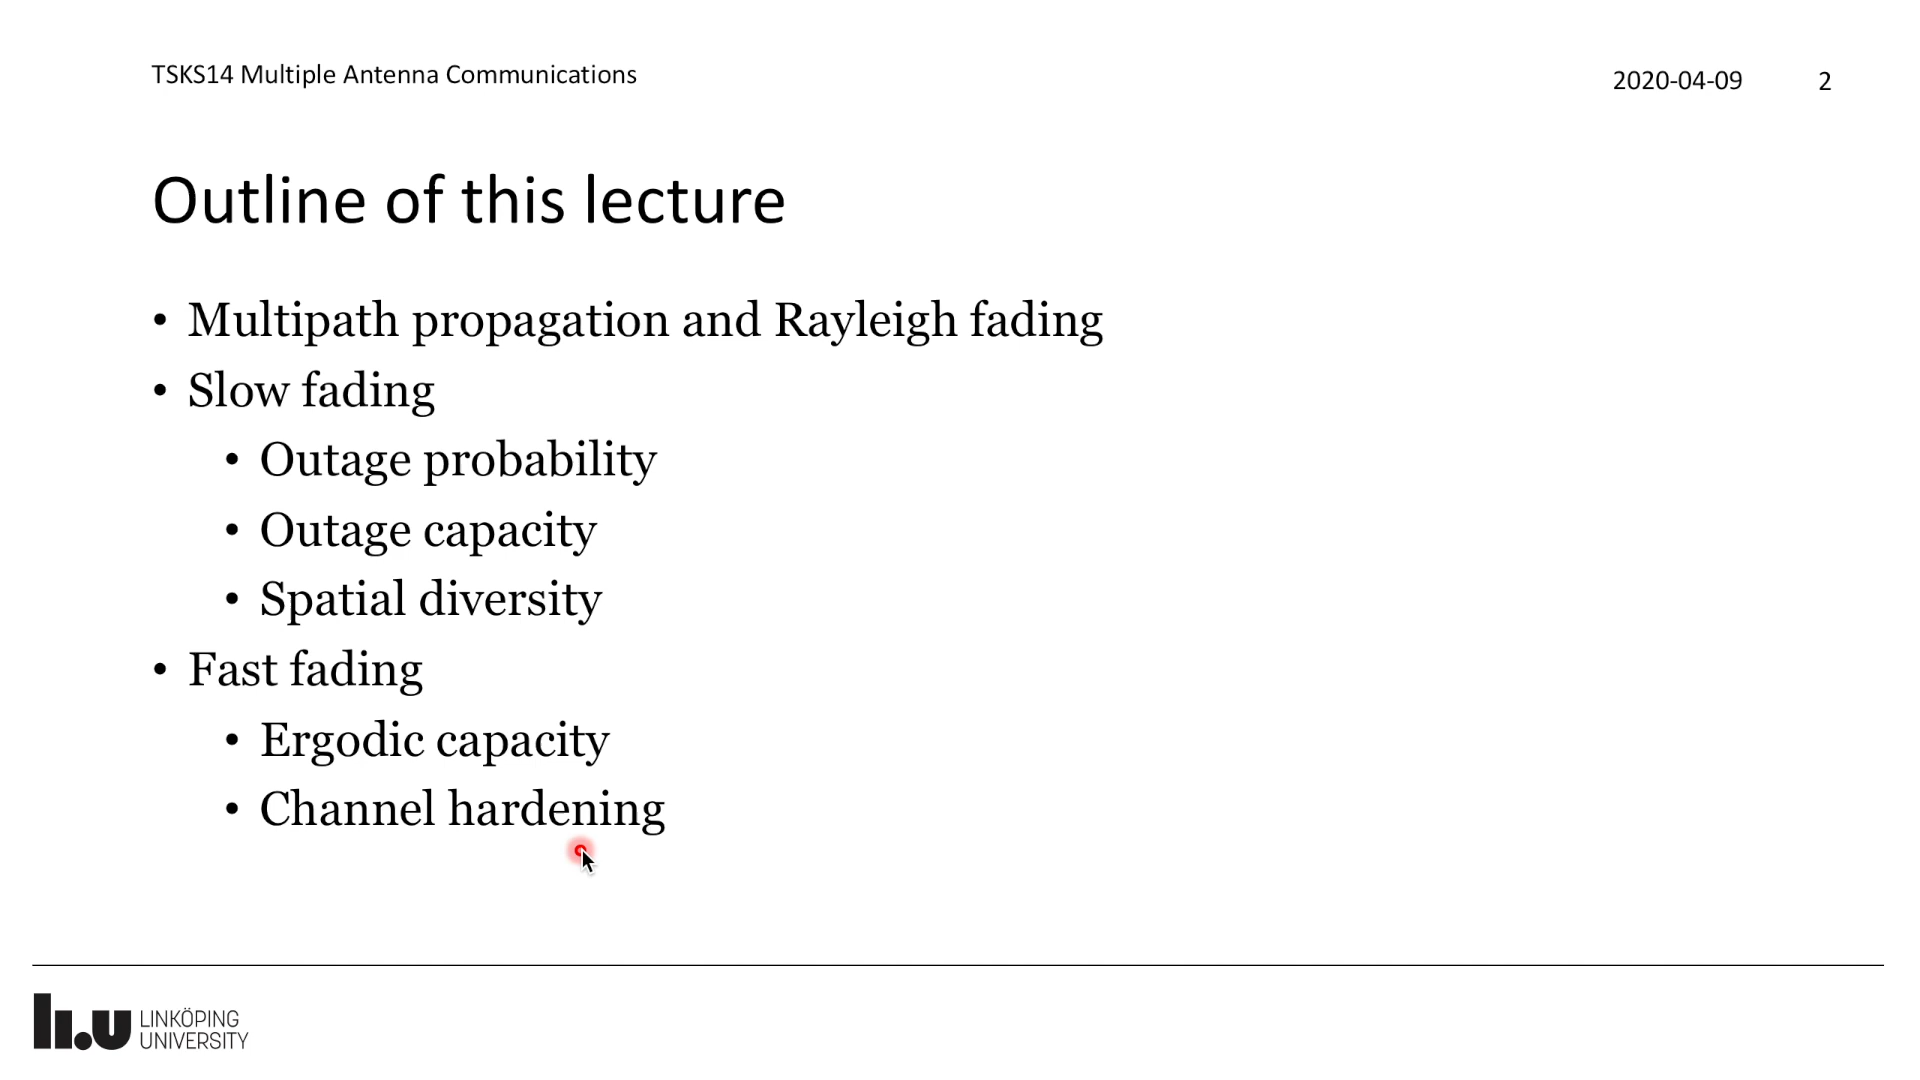 TSKS14 Multiple Antenna Communications
2020-04-09 2
Outline of this lecture
• Multipath propagation and Rayleigh fading
• Slow fading
• Outage probability
• Outage capacity
• Spatial diversity
• Fast fading
• Ergodic capacity
• Channel hardening
li.u LINKÖPING
UNIVERSITY